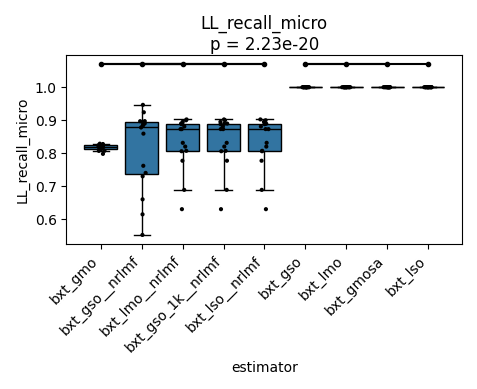 LL_recall_micro
p = 2.23e-20
LL_recall_micro
1.0
0.9
0.8
0.7
0.6
bxt_gmo
bxt_gso__nrlmf
bxt_lmo__nrlmf
bxt_gso_1k__nrlmf
bxt_lso__nrlmf
bxt_gso
bxt_lmo
bxt_gmosa
bxt_lso
estimator